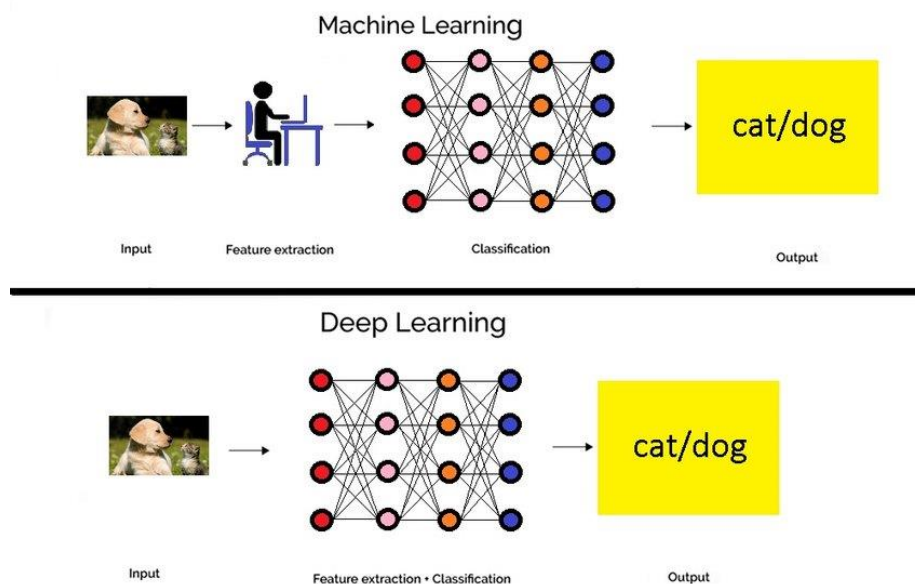 Machine Learning
cat/dog
Input
Feature extraction
Classification
Output
Deep Learning
cat/dog
Input
Feature extraction + Classification
Output